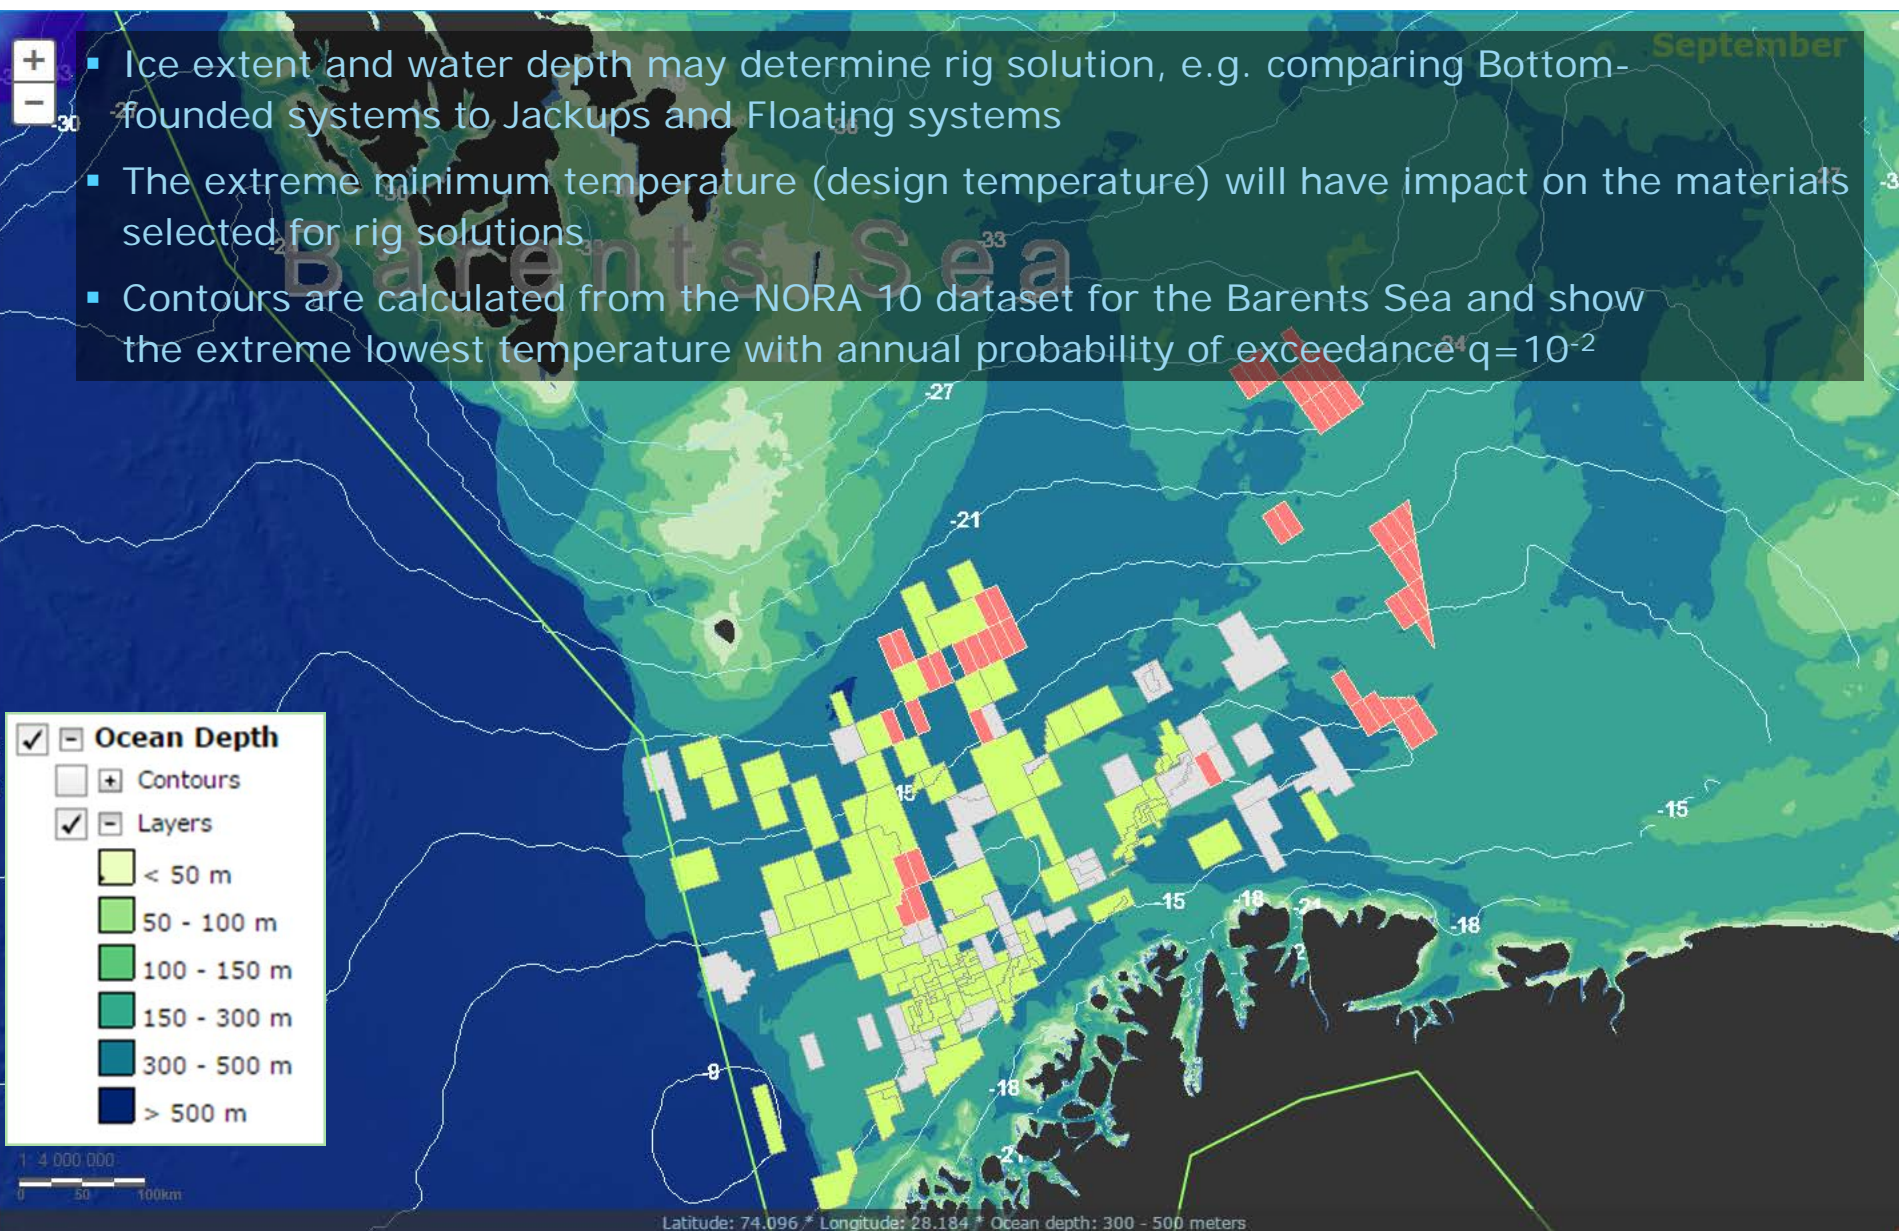 September
+
−
▪ Ice extent and water depth may determine rig solution, e.g. comparing Bottom-
founded systems to Jackups and Floating systems
▪ The extreme minimum temperature (design temperature) will have impact on the materials
selected for rig solutions
▪ Contours are calculated from the NORA 10 dataset for the Barents Sea and show
the extreme lowest temperature with annual probability of exceedance q=10⁻²
Barents Sea
-30
-33
-27
-21
15
-15
-15
-18
-18
-9
-18
Ocean Depth
Contours
Layers
< 50 m
50 - 100 m
100 - 150 m
150 - 300 m
300 - 500 m
> 500 m
1: 4 000 000
0 50 100km
Latitude: 74.096 * Longitude: 28.184 * Ocean depth: 300 - 500 meters